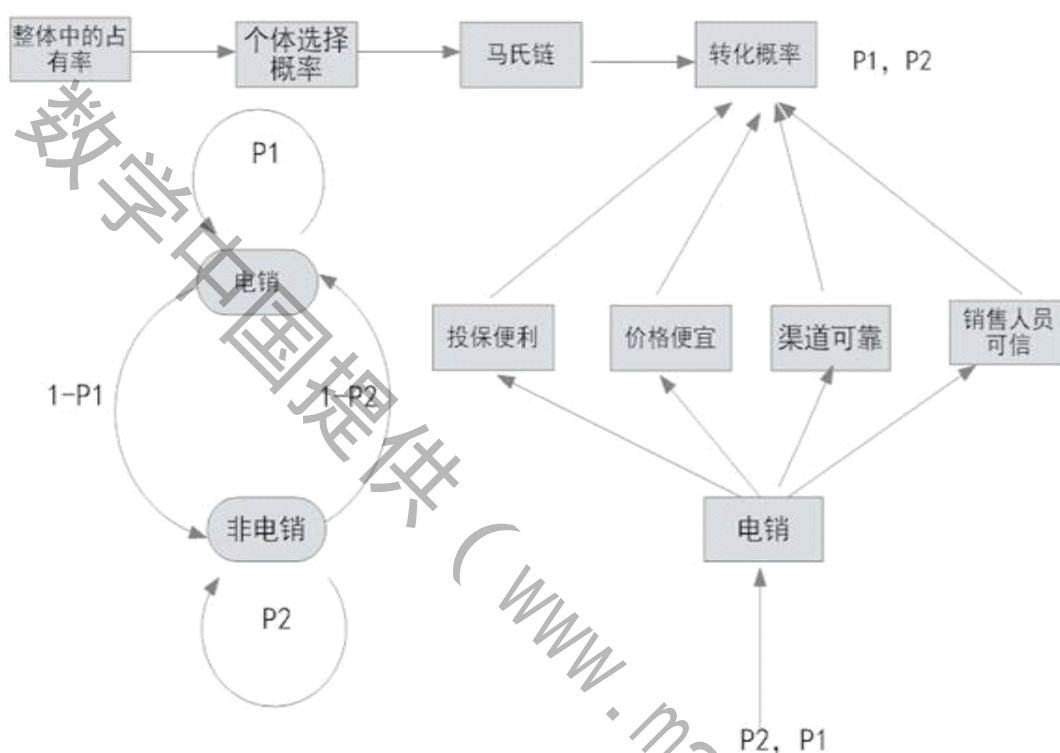 整体中的占
有率
个体选择
概率
马氏链
转化概率
P1, P2
P1
电销
1-P1
1-P2
非电销
P2
投保便利
价格便宜
渠道可靠
销售人员
可信
电销
P2, P1
数学中国提供（www.ma